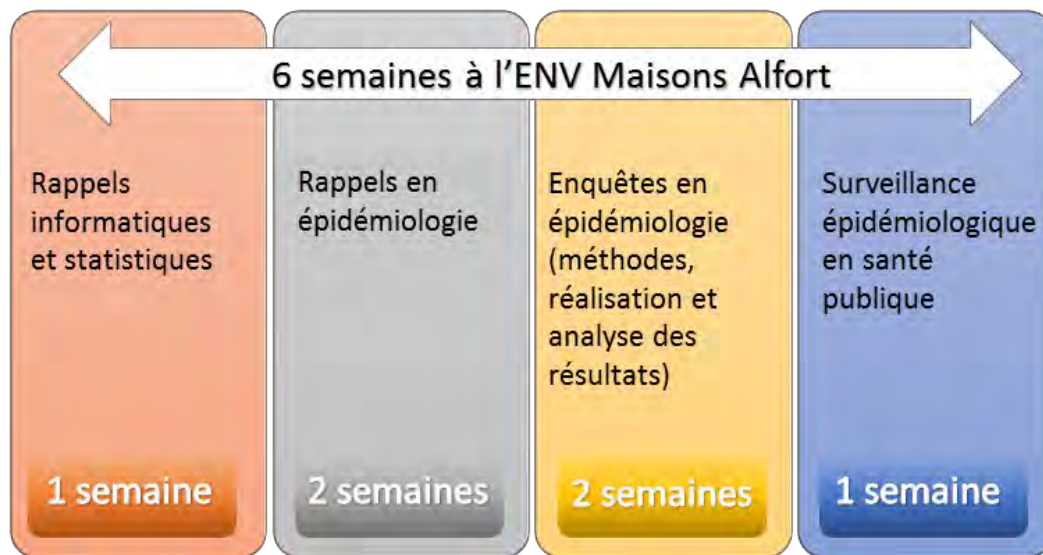 6 semaines à l'ENV Maisons Alfort
Rappels
informatiques
et statistiques
1 semaine
Rappels en
épidémiologie
2 semaines
Enquêtes en
épidémiologie
(méthodes,
réalisation et
analyse des
résultats)
2 semaines
Surveillance
épidémiologique
en santé
publique
1 semaine